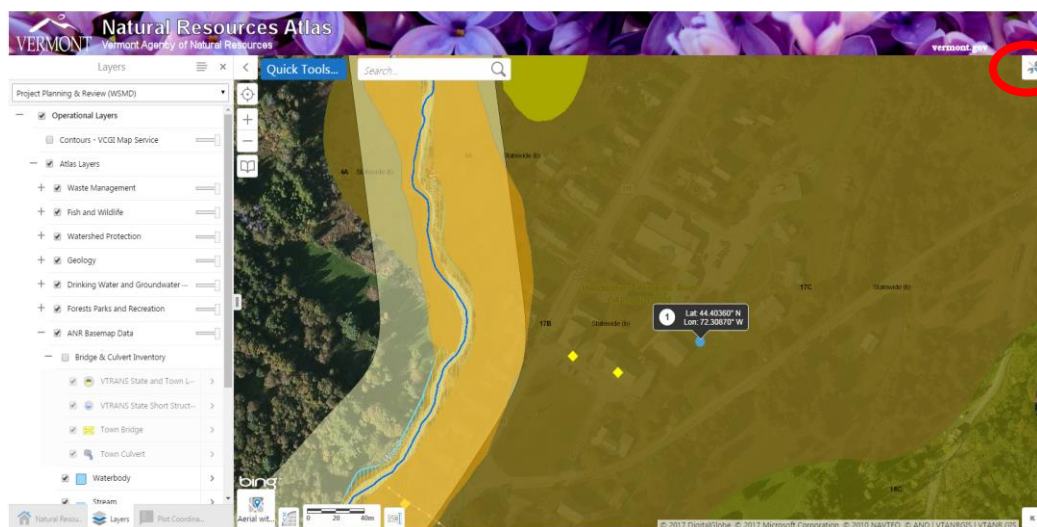 VERMONT
Natural Resources Atlas
Vermont Agency of Natural Resources
vermont.gov
Layers
Quick Tools...
Search...
Project Planning & Review (WSMD)
Operational Layers
Contours - VCGI Map Service
Atlas Layers
Waste Management
Fish and Wildlife
Watershed Protection
Geology
Drinking Water and Groundwater --
Forests Parks and Recreation
ANR Basemap Data
Bridge & Culvert Inventory
VTRANS State and Town L--
VTRANS State Short Struct--
Town Bridge
Town Culvert
Waterbody
Stream
Natural Resou...
Layers
Plot Coordina...
4A Statewide (b)
Statewide (b)
17C Statewide (b)
1 Lat: 44.40360° N
Lon: 72.30870° W
17B Statewide (b)
16C
bing
Aerial wit...
0 20 40m
© 2017 DigitalGlobe, © 2017 Microsoft Corporation, © 2010 NAVTEQ, © AND, VTANRGIS, VTANR, GIS